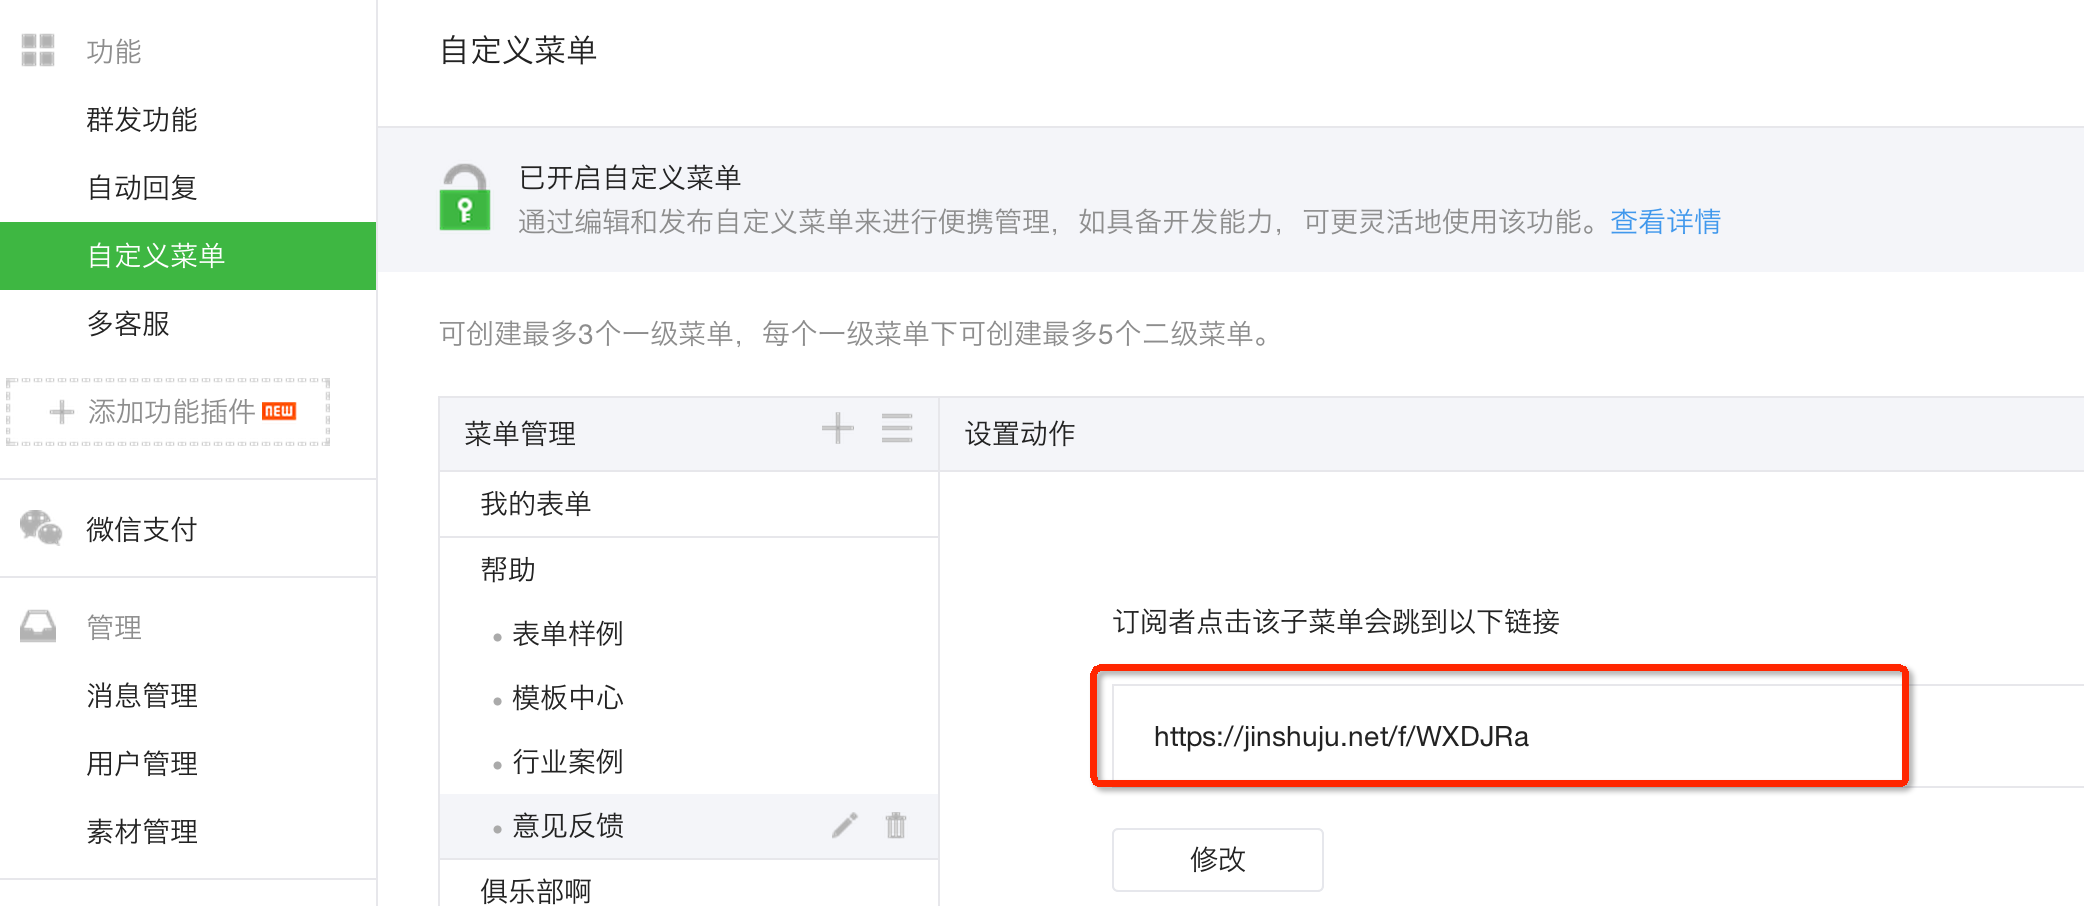 功能
群发功能
自动回复
自定义菜单
多客服
添加功能插件 NEW
微信支付
管理
消息管理
用户管理
素材管理
自定义菜单
已开启自定义菜单
通过编辑和发布自定义菜单来进行便携管理，如具备开发能力，可更灵活地使用该功能。查看详情
可创建最多3个一级菜单，每个一级菜单下可创建最多5个二级菜单。
菜单管理
我的表单
帮助
表单样例
模板中心
行业案例
意见反馈
俱乐部啊
设置动作
订阅者点击该子菜单会跳到以下链接
https://jinshuju.net/f/WXDJRa
修改